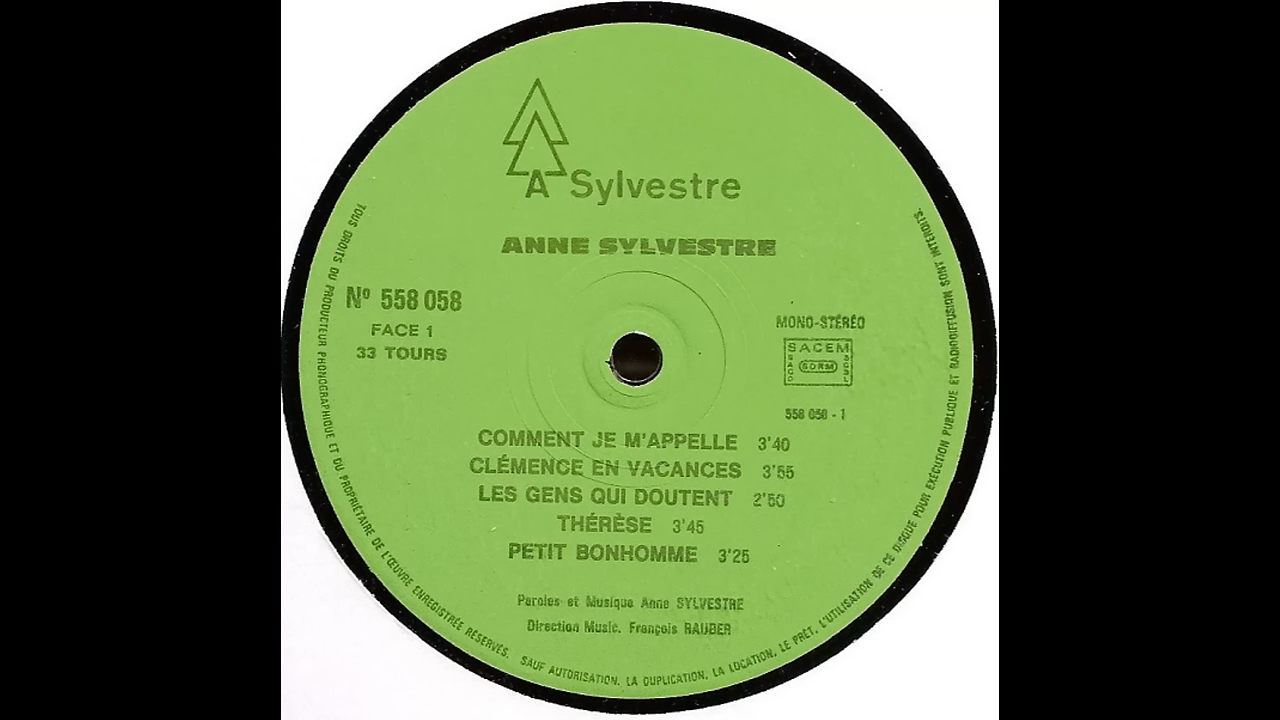 A Sylvestre
ANNE SYLVESTRE
Nº 558 058
FACE 1
33 TOURS
MONO-STÉRÉO
SACEM
SACD
SDRM
SGDL
558 058 - 1
COMMENT JE M'APPELLE 3'40
CLÉMENCE EN VACANCES 3'55
LES GENS QUI DOUTENT 2'50
THÉRÈSE 3'45
PETIT BONHOMME 3'25
Paroles et Musique Anne SYLVESTRE
Direction Music. François RAUBER
TOUS DROITS DU PRODUCTEUR PHONOGRAPHIQUE ET DU PROPRIÉTAIRE DE L'ŒUVRE ENREGISTRÉE RÉSERVÉS. SAUF AUTORISATION, LA DUPLICATION, LA LOCATION, LE PRÊT, L'UTILISATION DE CE DISQUE POUR EXÉCUTION PUBLIQUE ET RADIODIFFUSION SONT INTERDITS.